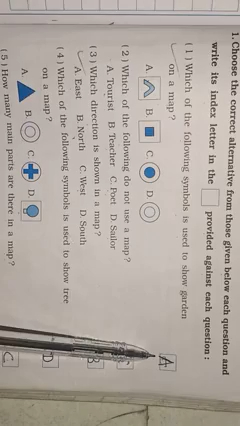 1. Choose the correct alternative from those given below each question and
write its index letter in the provided against each question :
(1) Which of the following symbols is used to show garden
on a map?
A. B. C. D.
A
(2) Which of the following do not use a map?
A. Tourist B. Teacher C. Poet D. Sailor
(3) Which direction is shown in a map?
A. East B. North C. West D. South
B
(4) Which of the following symbols is used to show tree
on a map?
A. B. C. D.
D
(5) How many main parts are there in a map?
C